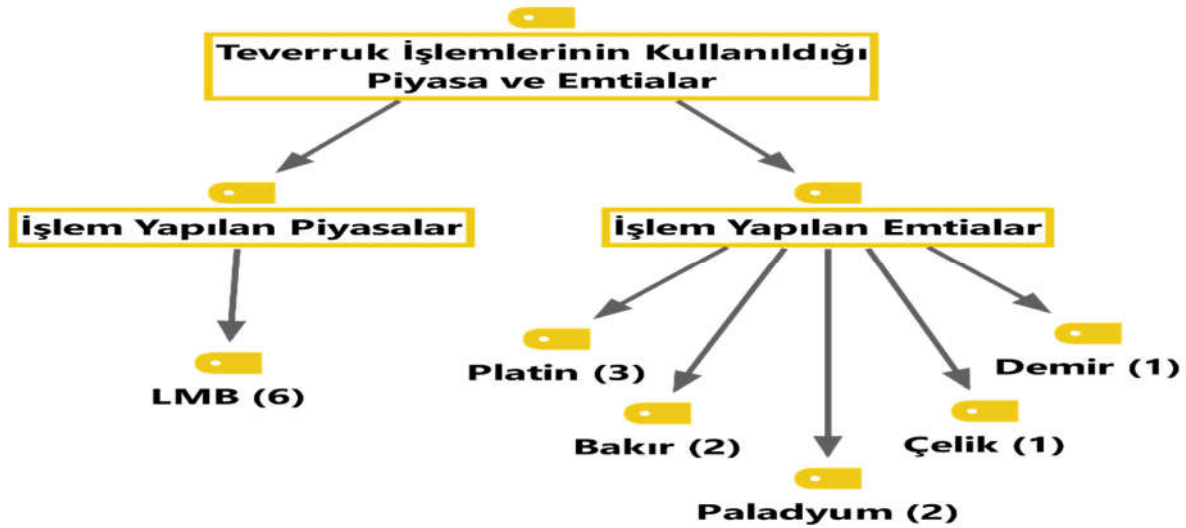 Teverruk İşlemlerinin Kullanıldığı
Piyasa ve Emtialar
İşlem Yapılan Piyasalar
İşlem Yapılan Emtialar
LMB (6)
Platin (3)
Bakır (2)
Paladyum (2)
Çelik (1)
Demir (1)